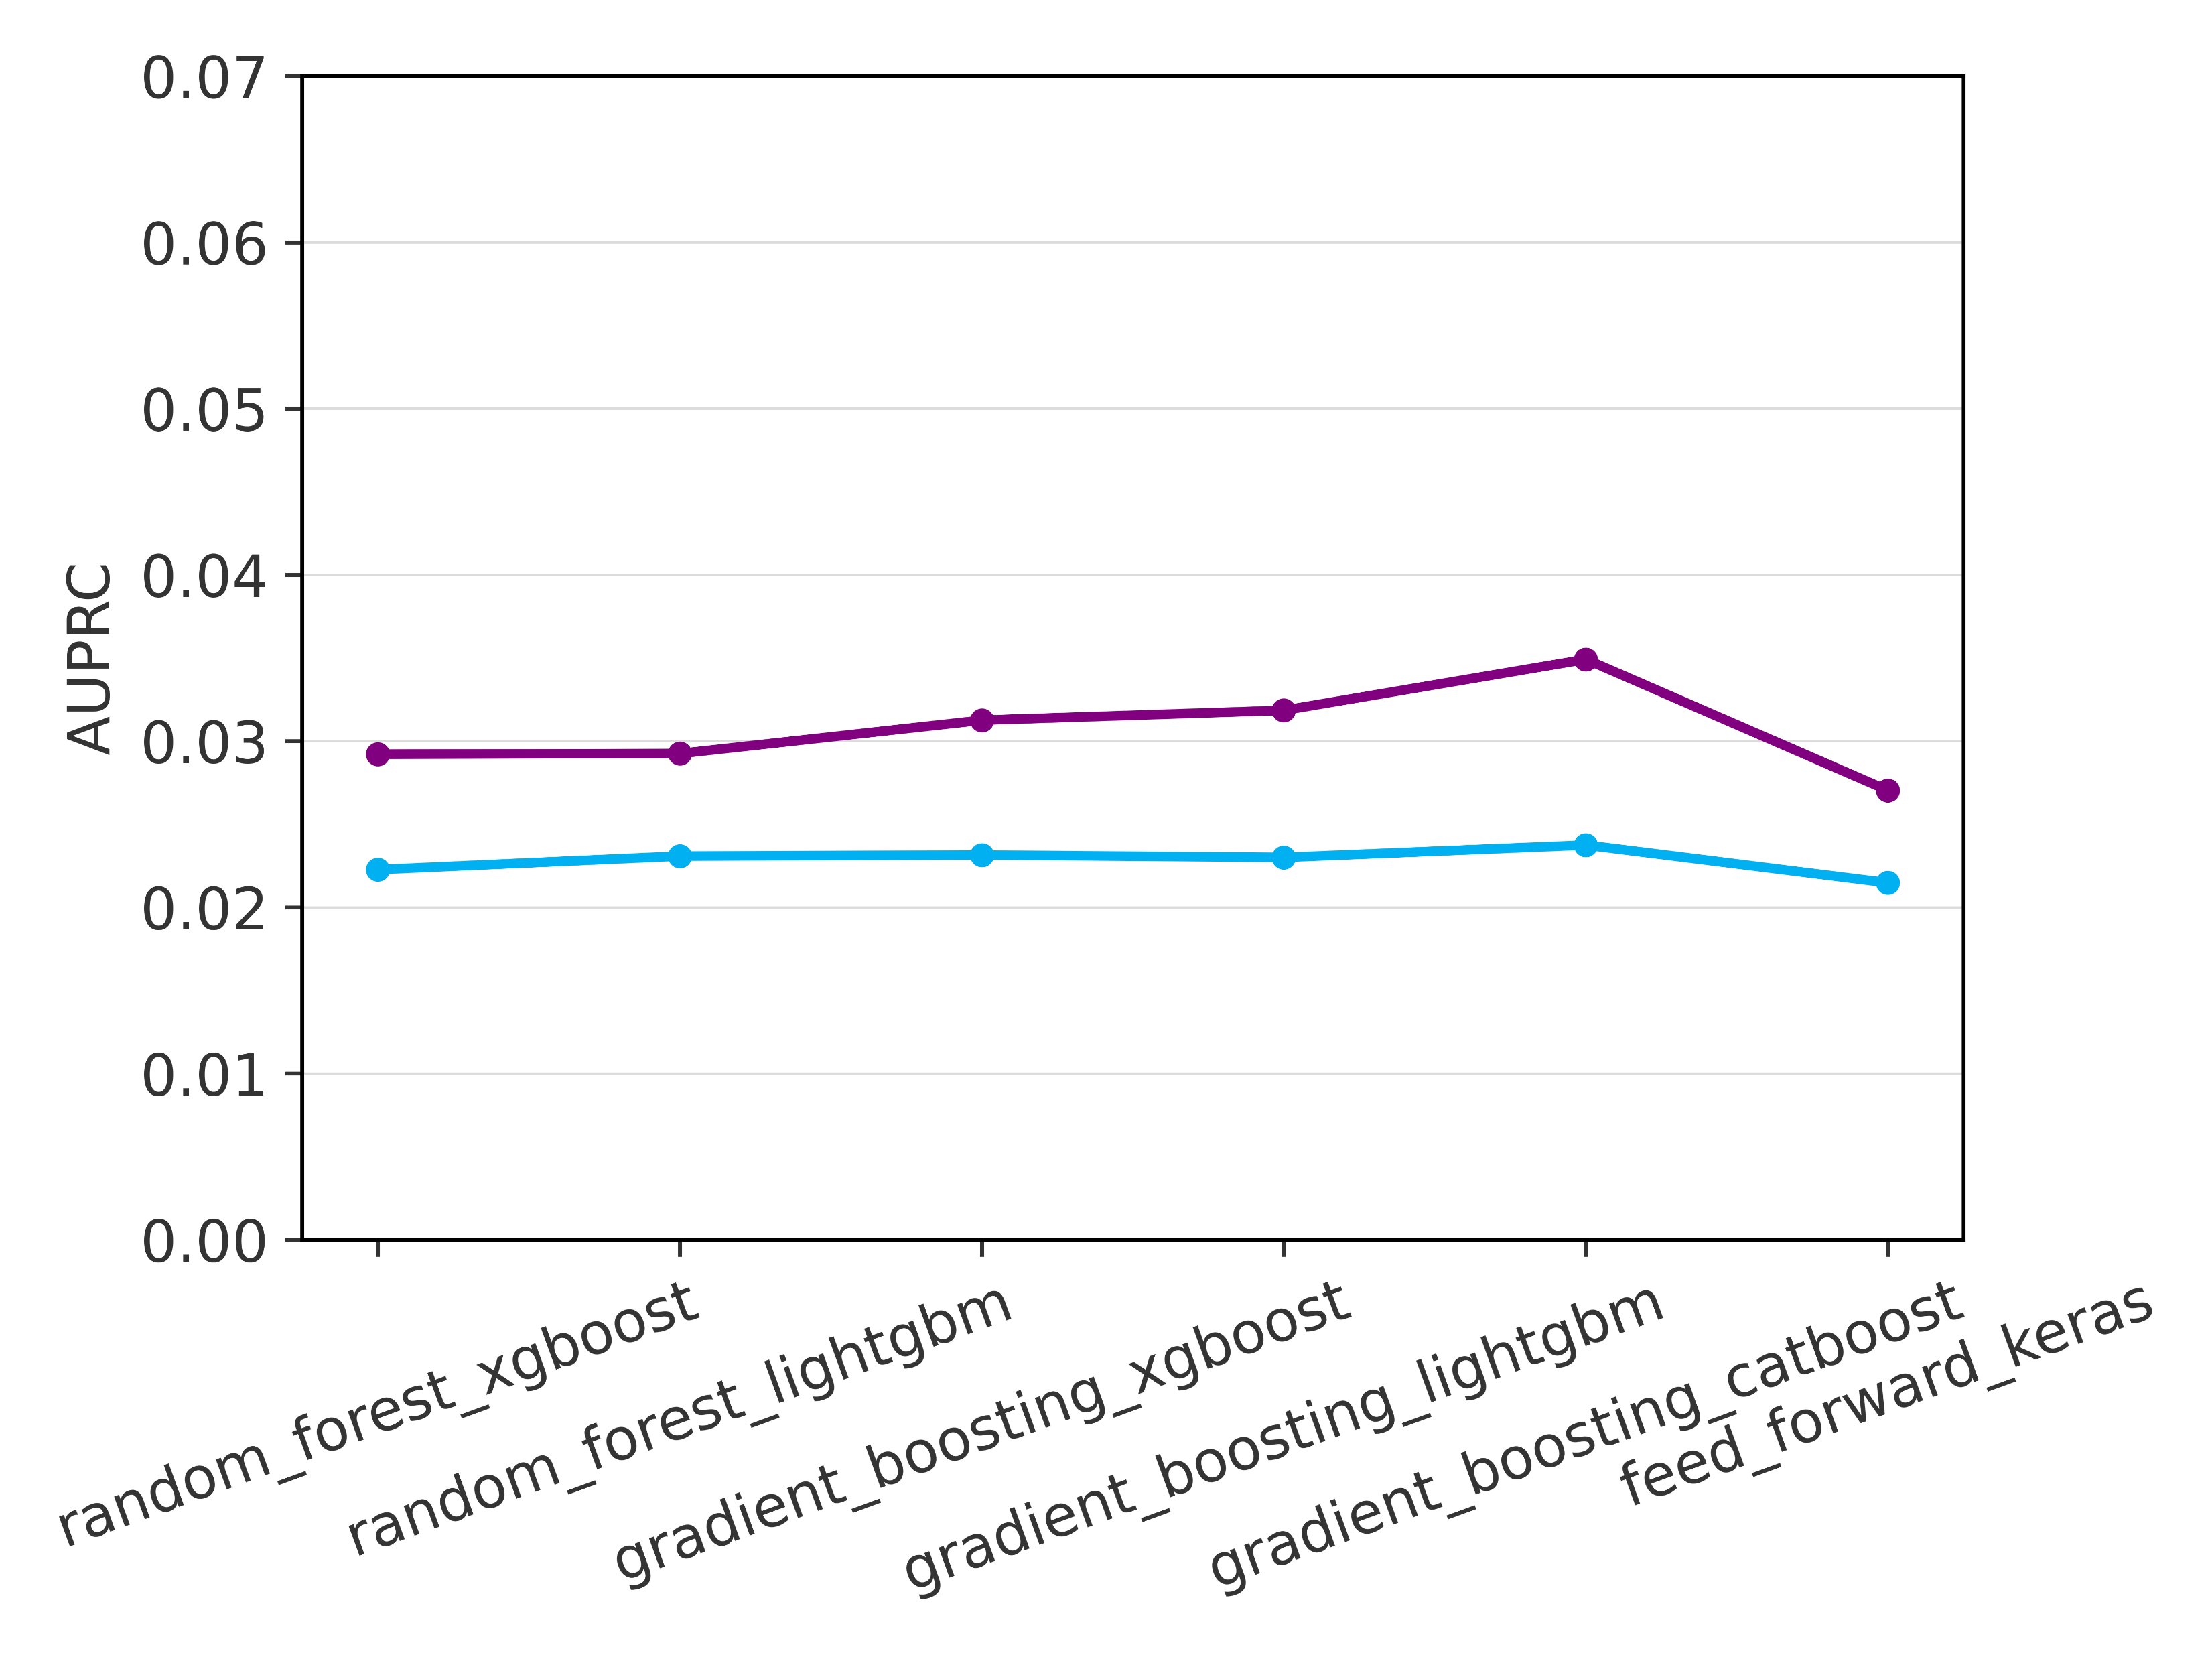 0.07
0.06
0.05
0.04
0.03
0.02
0.01
0.00
AUPRC
random_forest_xgboost
random_forest_lightgbm
gradient_boosting_xgboost
gradient_boosting_lightgbm
gradient_boosting_catboost
feed_forward_keras